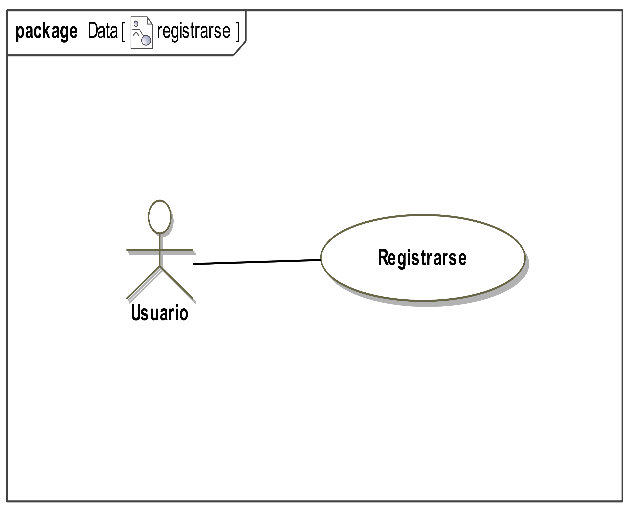 package Data [ registrarse ]
Registrarse
Usuario